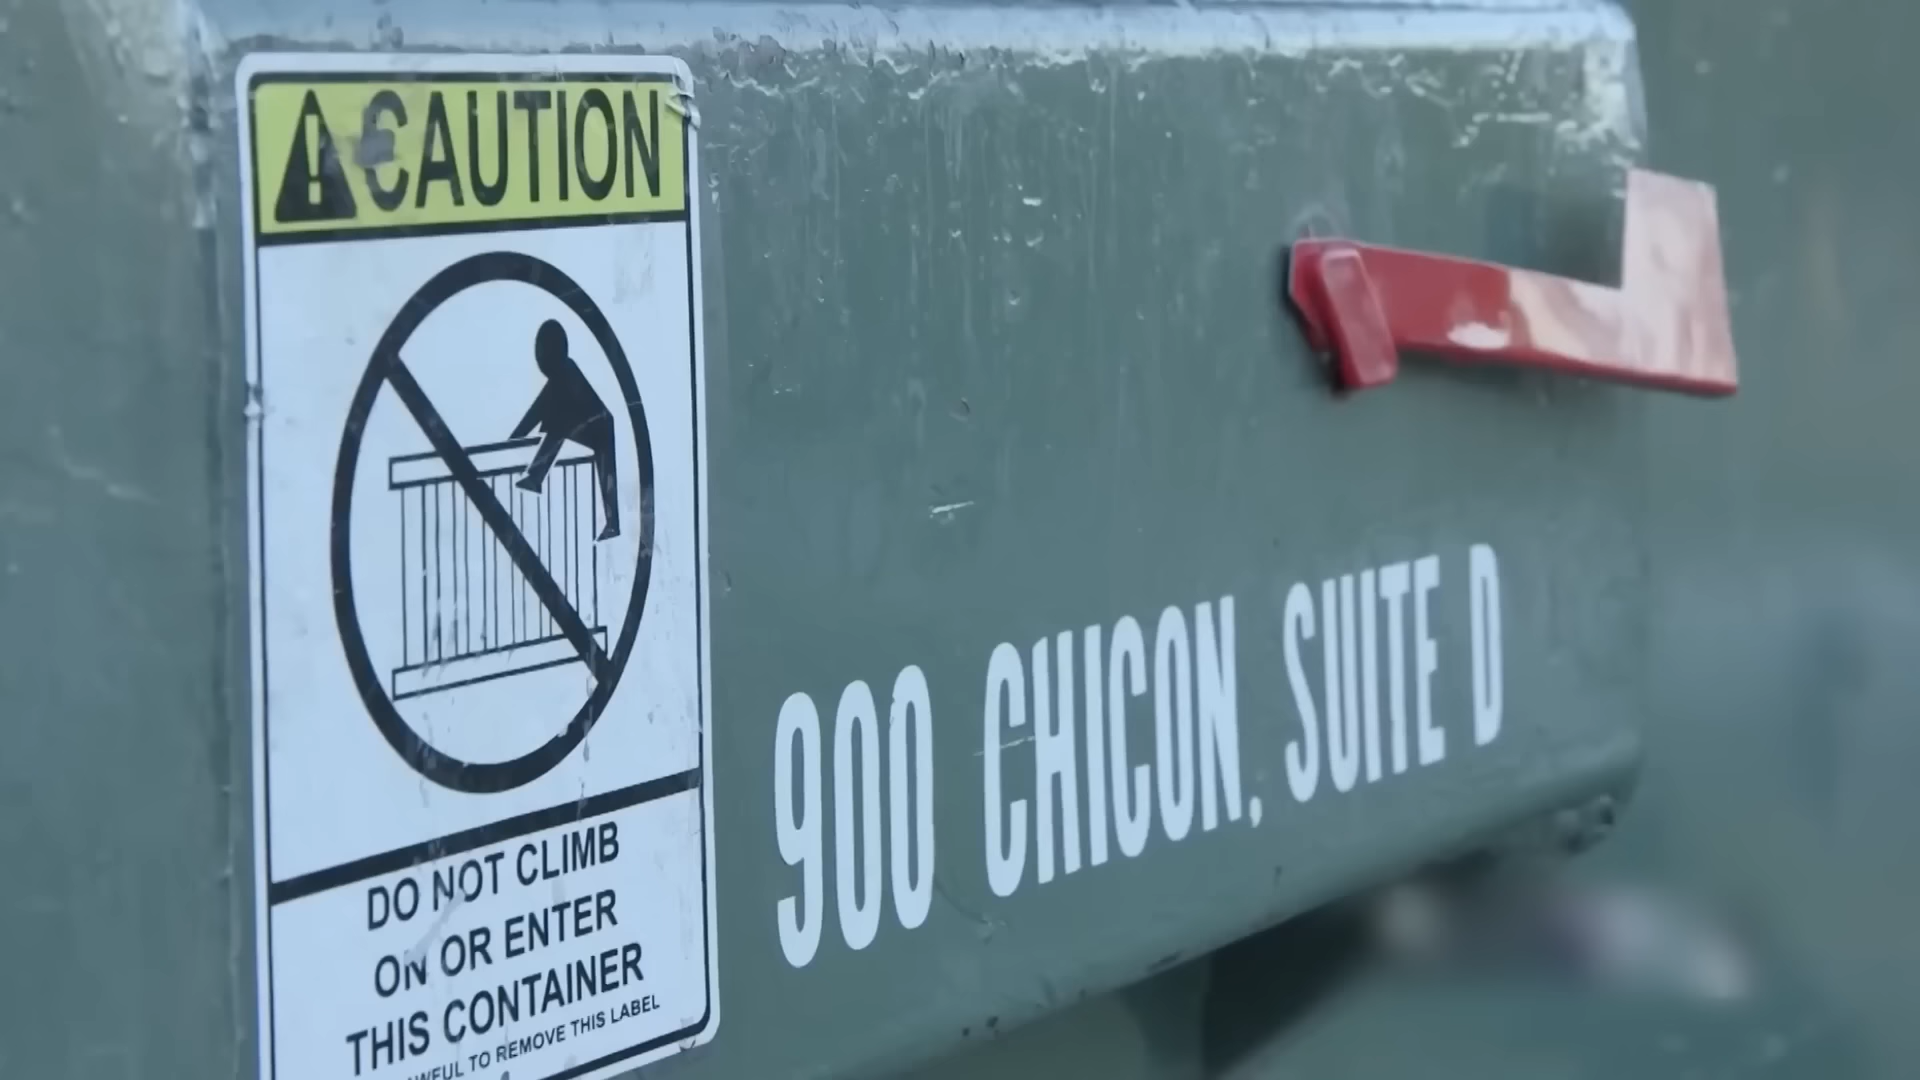 CAUTION
DO NOT CLIMB
ON OR ENTER
THIS CONTAINER
TO REMOVE THIS LABEL
900 CHICON, SUITE D